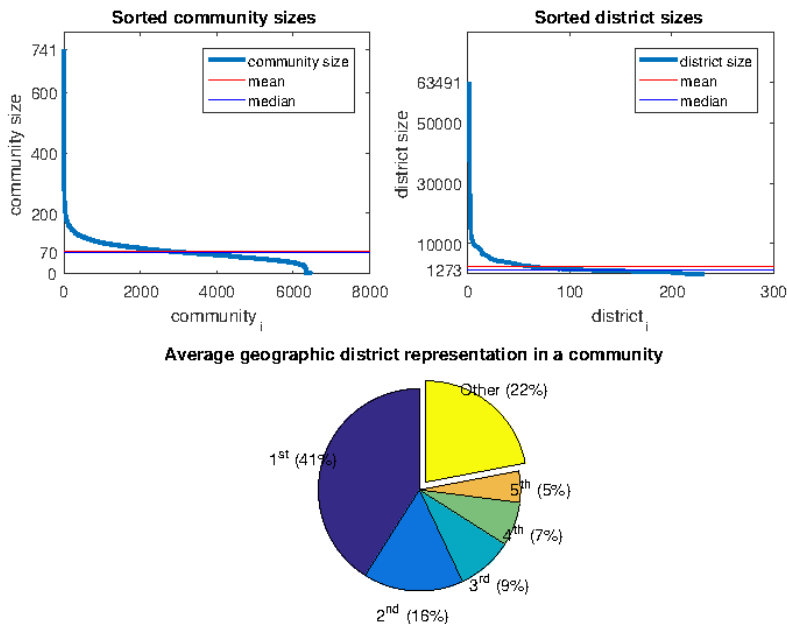 Sorted community sizes
741
600
400
200
70
0
0
2000
4000
6000
8000
community size
community i
community size
mean
median
Sorted district sizes
63491
50000
30000
10000
1273
0
100
200
300
district size
district i
district size
mean
median
Average geographic district representation in a community
Other (22%)
1st (41%)
5th (5%)
4th (7%)
3rd (9%)
2nd (16%)